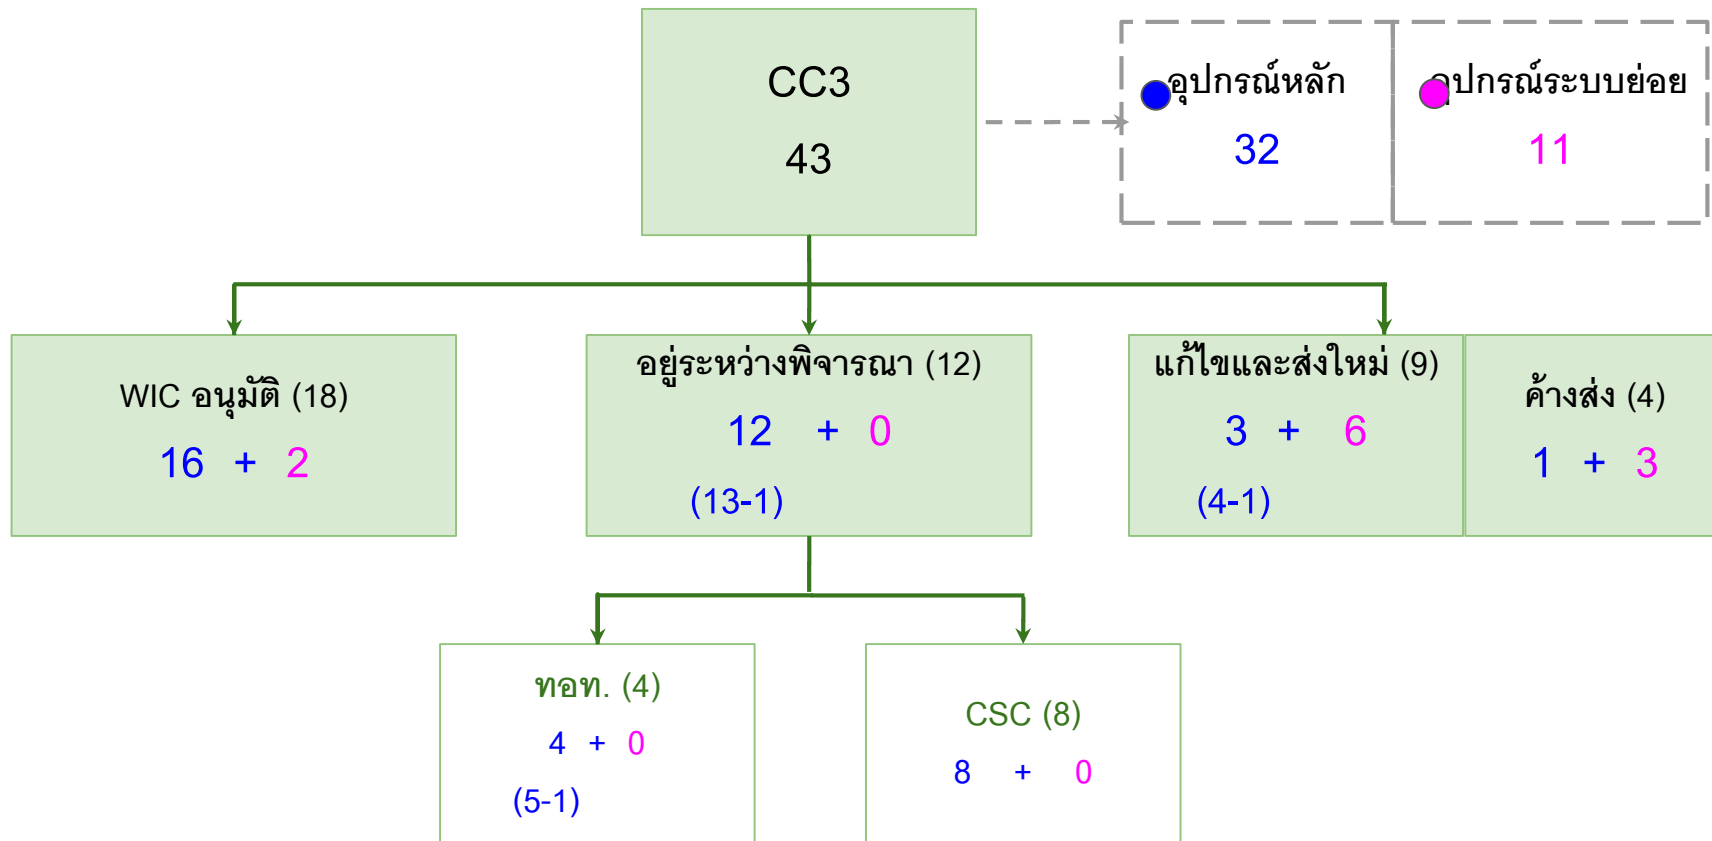 CC3
43
อุปกรณ์หลัก
32
อุปกรณ์ระบบย่อย
11
WIC อนุมัติ (18)
16 + 2
อยู่ระหว่างพิจารณา (12)
12 + 0
(13-1)
แก้ไขและส่งใหม่ (9)
3 + 6
(4-1)
ค้างส่ง (4)
1 + 3
ทอท. (4)
4 + 0
(5-1)
CSC (8)
8 + 0